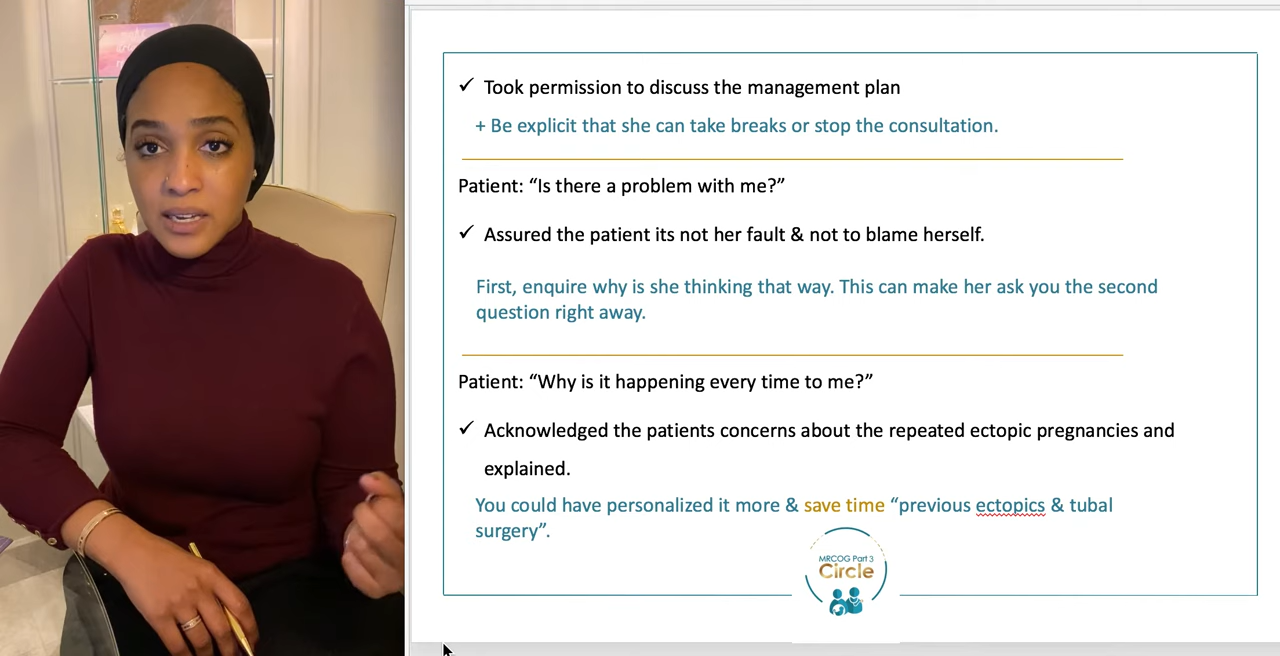 ✓ Took permission to discuss the management plan
+ Be explicit that she can take breaks or stop the consultation.
Patient: “Is there a problem with me?”
✓ Assured the patient its not her fault & not to blame herself.
First, enquire why is she thinking that way. This can make her ask you the second
question right away.
Patient: “Why is it happening every time to me?”
✓ Acknowledged the patients concerns about the repeated ectopic pregnancies and
explained.
You could have personalized it more & save time “previous ectopics & tubal
surgery”.
MRCOG Part 3
Circle